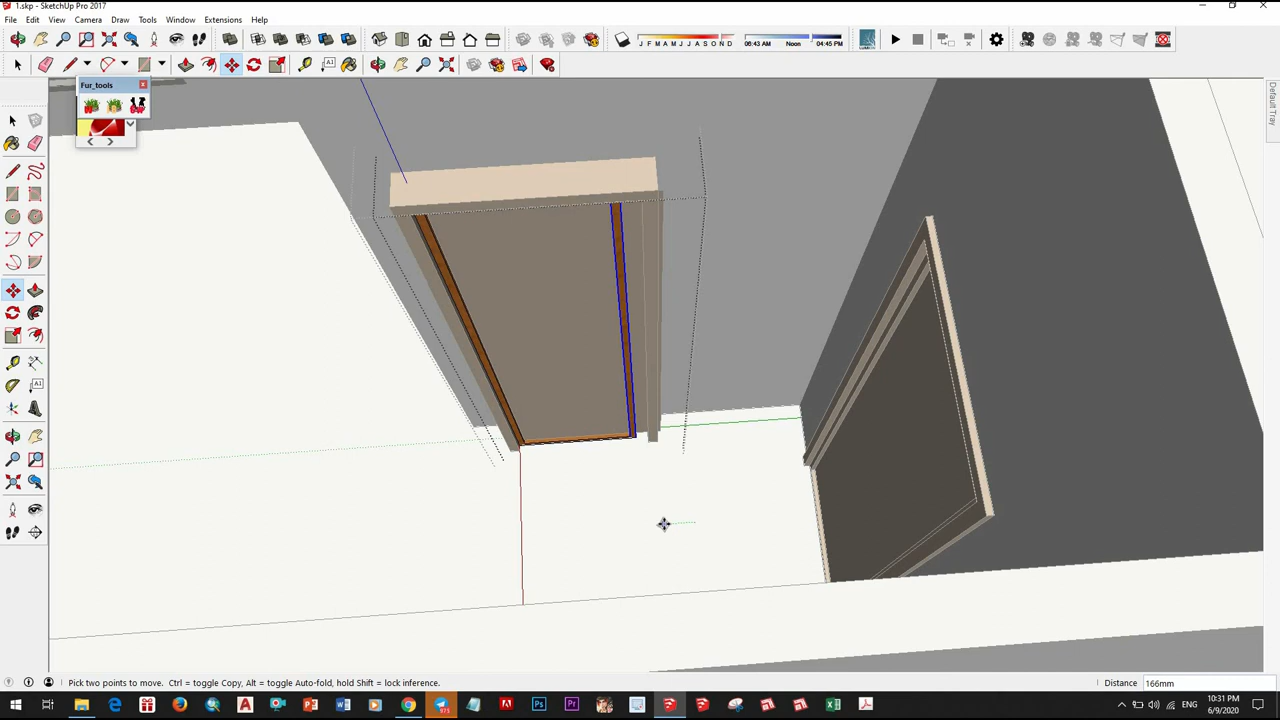 1.skp - SketchUp Pro 2017
File Edit View Camera Draw Tools Window Extensions Help
J F M A M J J A S O N D 06:43 AM Noon 04:45 PM
Fur_tools
Default Tray
Pick two points to move. Ctrl = toggle Copy, Alt = toggle Auto-fold, hold Shift = lock inference. Distance 166mm
10:31 PM
6/9/2020